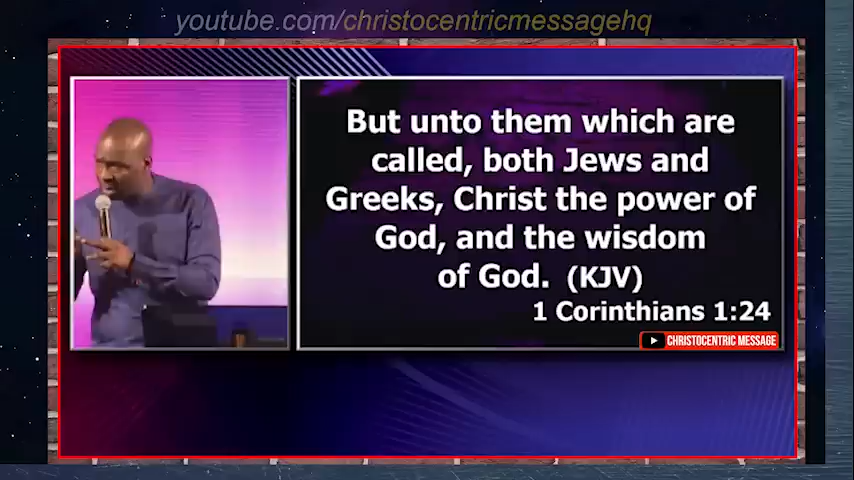 youtube.com/christocentricmessagehq
But unto them which are
called, both Jews and
Greeks, Christ the power of
God, and the wisdom
of God. (KJV)
1 Corinthians 1:24
CHRISTOCENTRIC MESSAGE